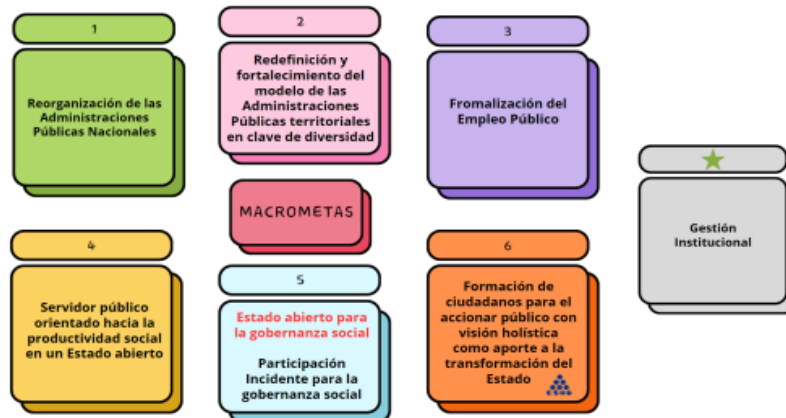 1
Reorganización de las
Administraciones
Públicas Nacionales
2
Redefinición y
fortalecimiento del
modelo de las
Administraciones
Públicas territoriales
en clave de diversidad
3
Fromalización del
Empleo Público
MACROMETAS
Gestión
Institucional
4
Servidor público
orientado hacia la
productividad social
en un Estado abierto
5
Estado abierto para
la gobernanza social
Participación
Incidente para la
gobernanza social
6
Formación de
ciudadanos para el
accionar público con
visión holística
como aporte a la
transformación del
Estado